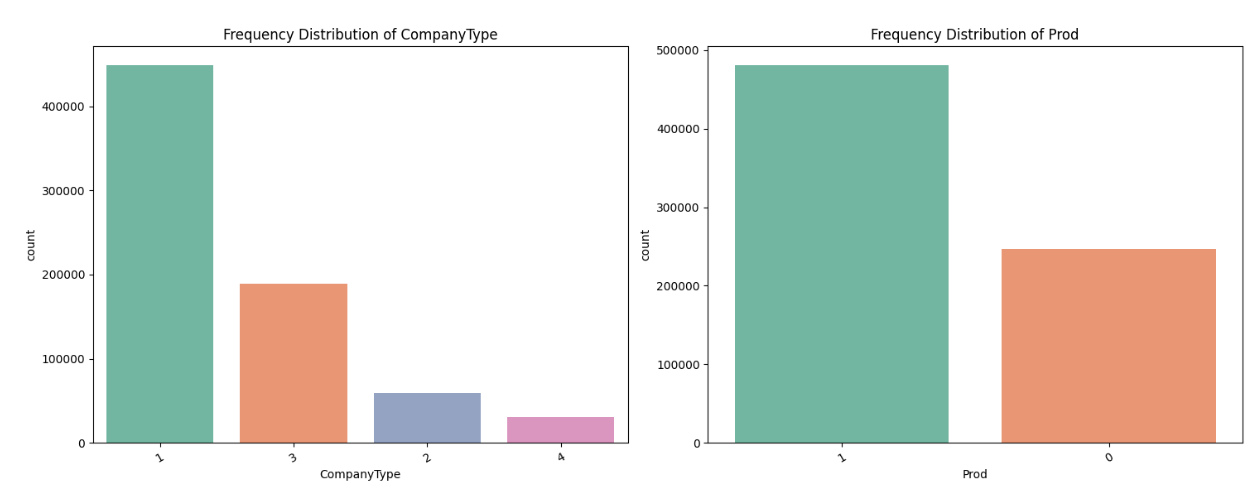 Frequency Distribution of CompanyType
400000
300000
200000
100000
0
count
1
3
2
4
CompanyType
Frequency Distribution of Prod
500000
400000
300000
200000
100000
0
count
1
0
Prod